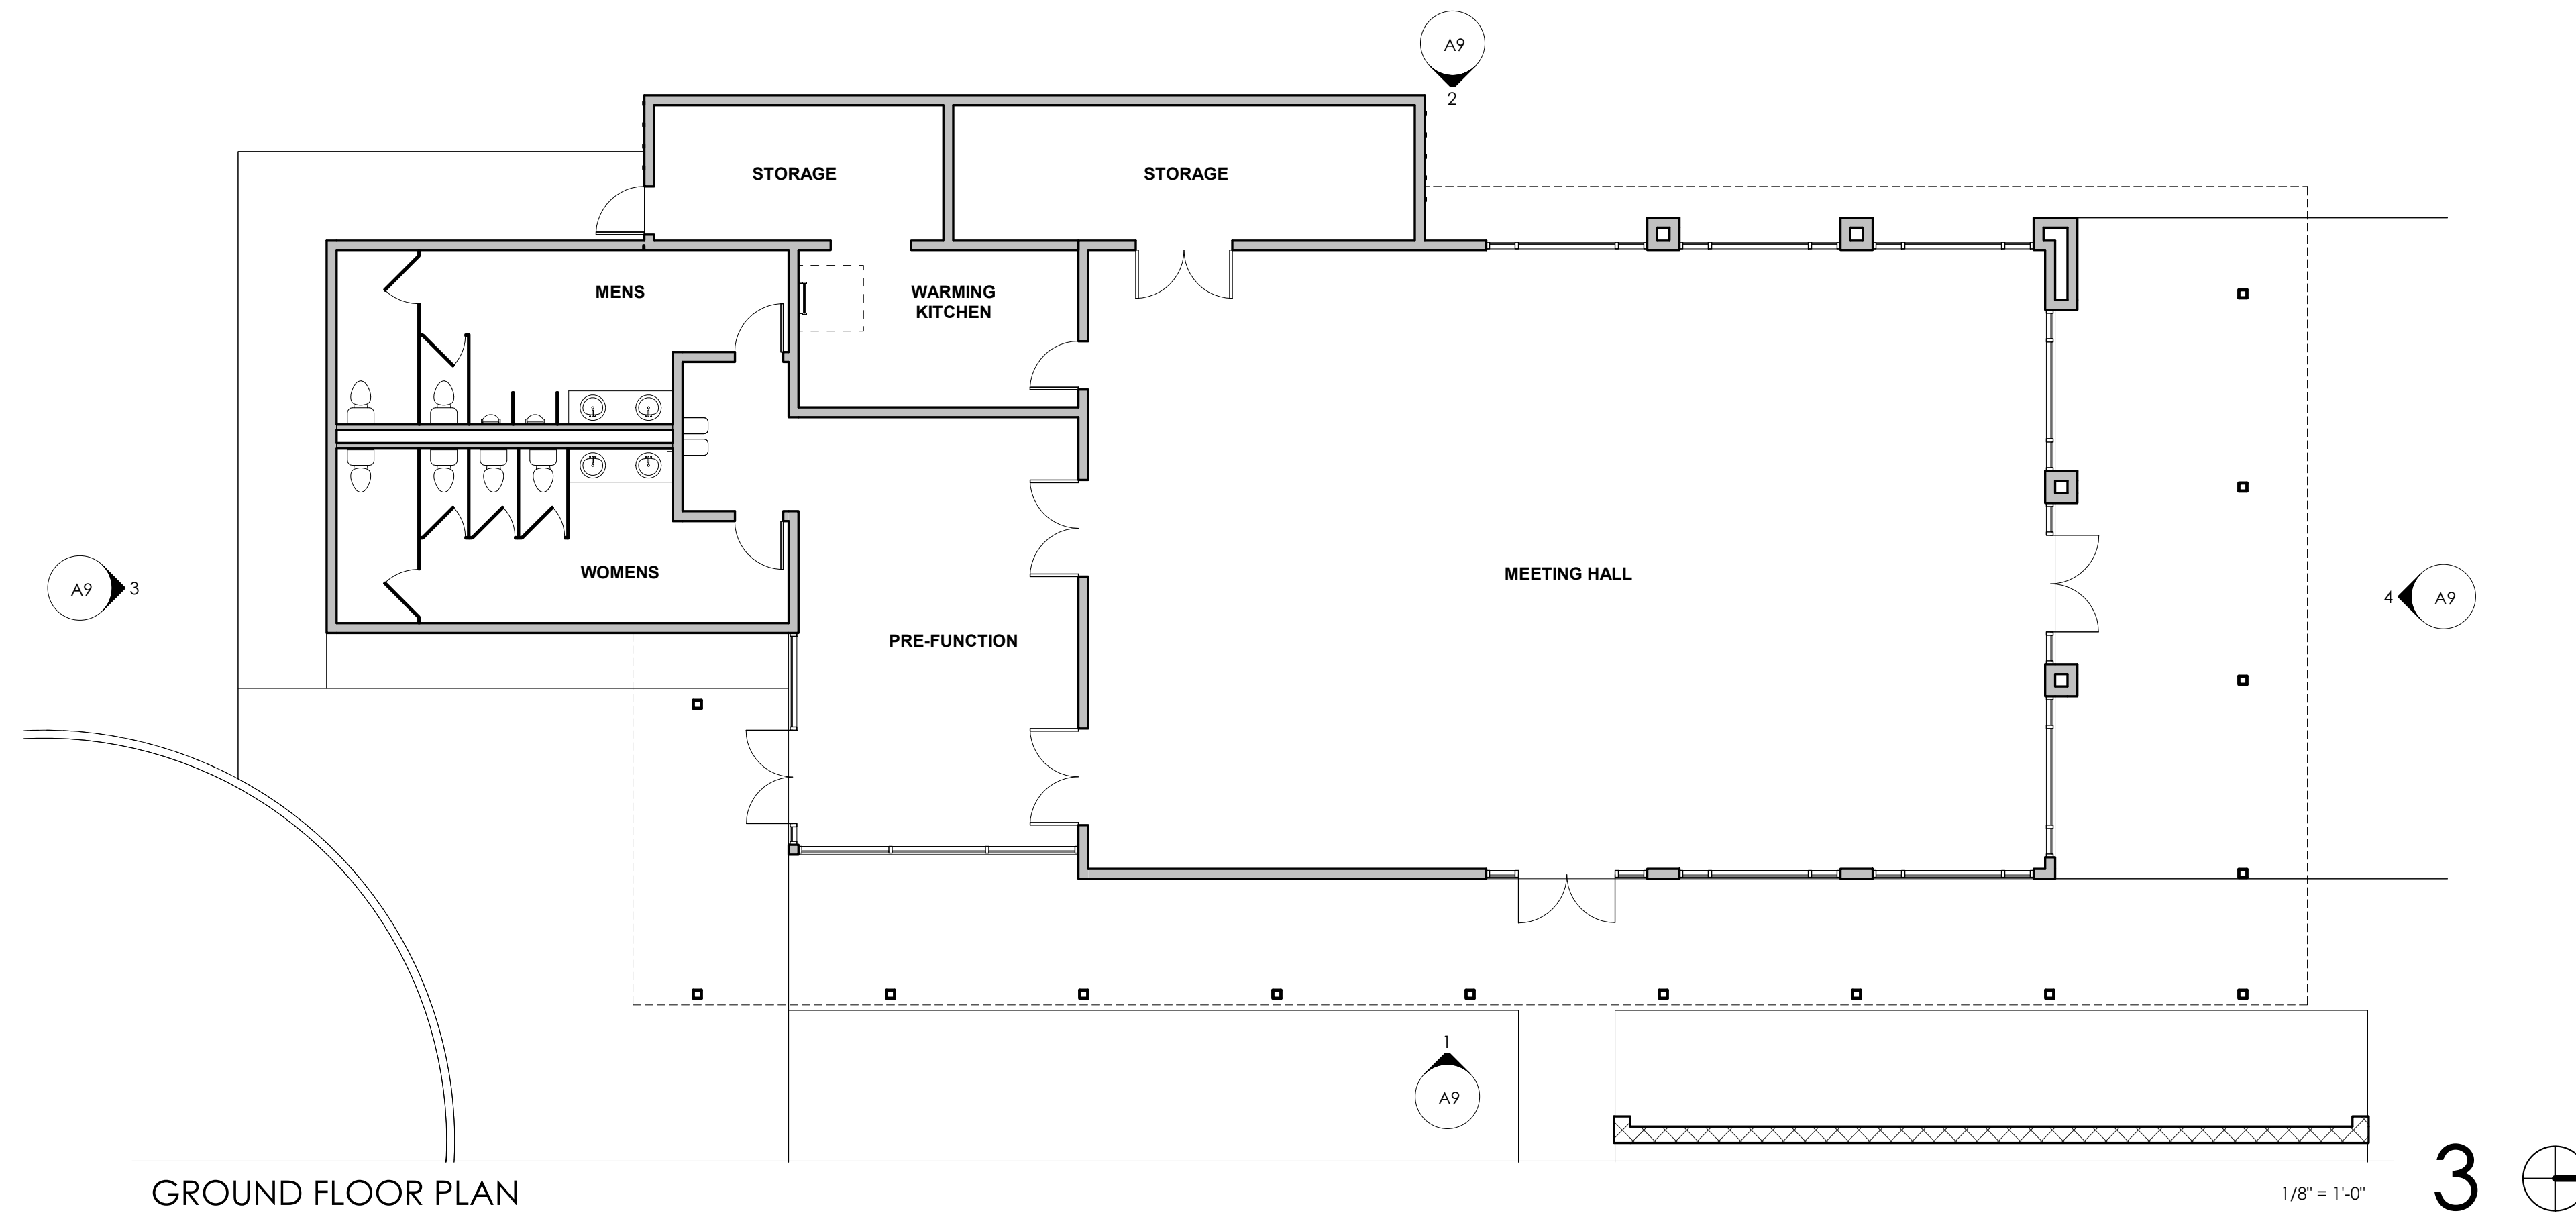 A9
2
STORAGE
STORAGE
MENS
WARMING
KITCHEN
MEETING HALL
WOMENS
A9
3
4
A9
PRE-FUNCTION
1
A9
GROUND FLOOR PLAN
1/8" = 1'-0"
3